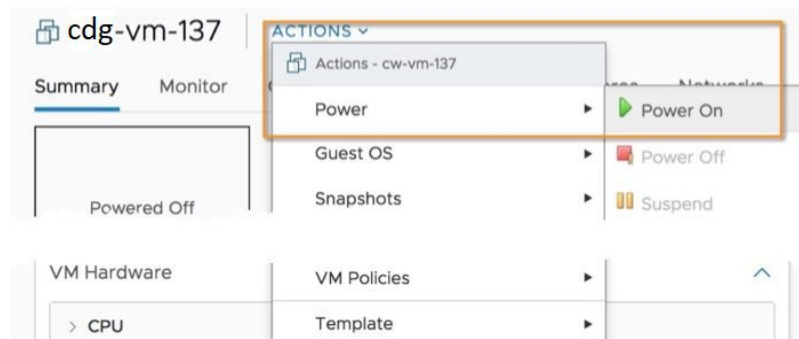 cdg-vm-137
ACTIONS
Actions - cw-vm-137
Summary Monitor
Power
Power On
Guest OS
Power Off
Snapshots
Suspend
Powered Off
VM Hardware
VM Policies
CPU
Template